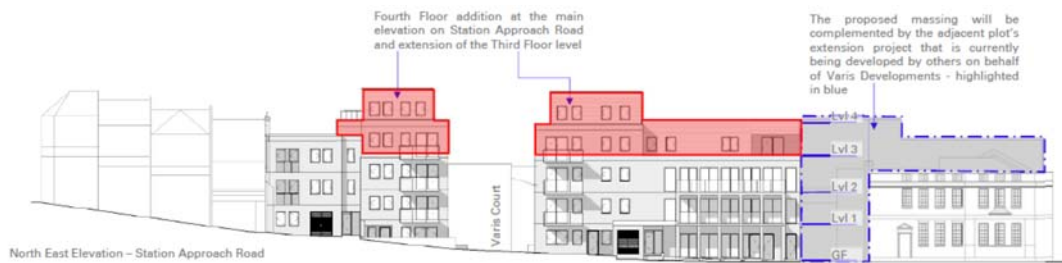 Fourth Floor addition at the main
elevation on Station Approach Road
and extension of the Third Floor level
The proposed massing will be
complemented by the adjacent plot's
extension project that is currently
being developed by others on behalf
of Varis Developments - highlighted
in blue
Lvl 4
Lvl 3
Lvl 2
Lvl 1
GF
Varis Court
North East Elevation – Station Approach Road